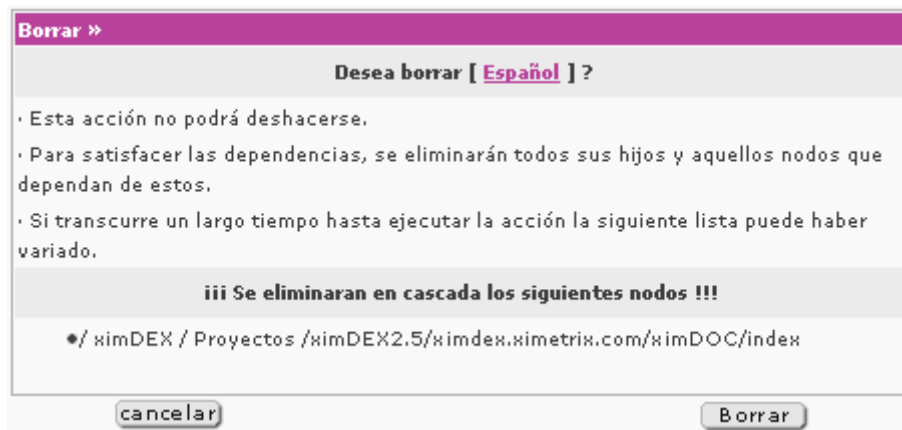 Borrar »
Desea borrar [ Español ] ?
· Esta acción no podrá deshacerse.
· Para satisfacer las dependencias, se eliminarán todos sus hijos y aquellos nodos que
dependan de estos.
· Si transcurre un largo tiempo hasta ejecutar la acción la siguiente lista puede haber
variado.
¡¡¡ Se eliminaran en cascada los siguientes nodos !!!
●/ ximDEX / Proyectos /ximDEX2.5/ximdex.ximetrix.com/ximDOC/index
cancelar Borrar